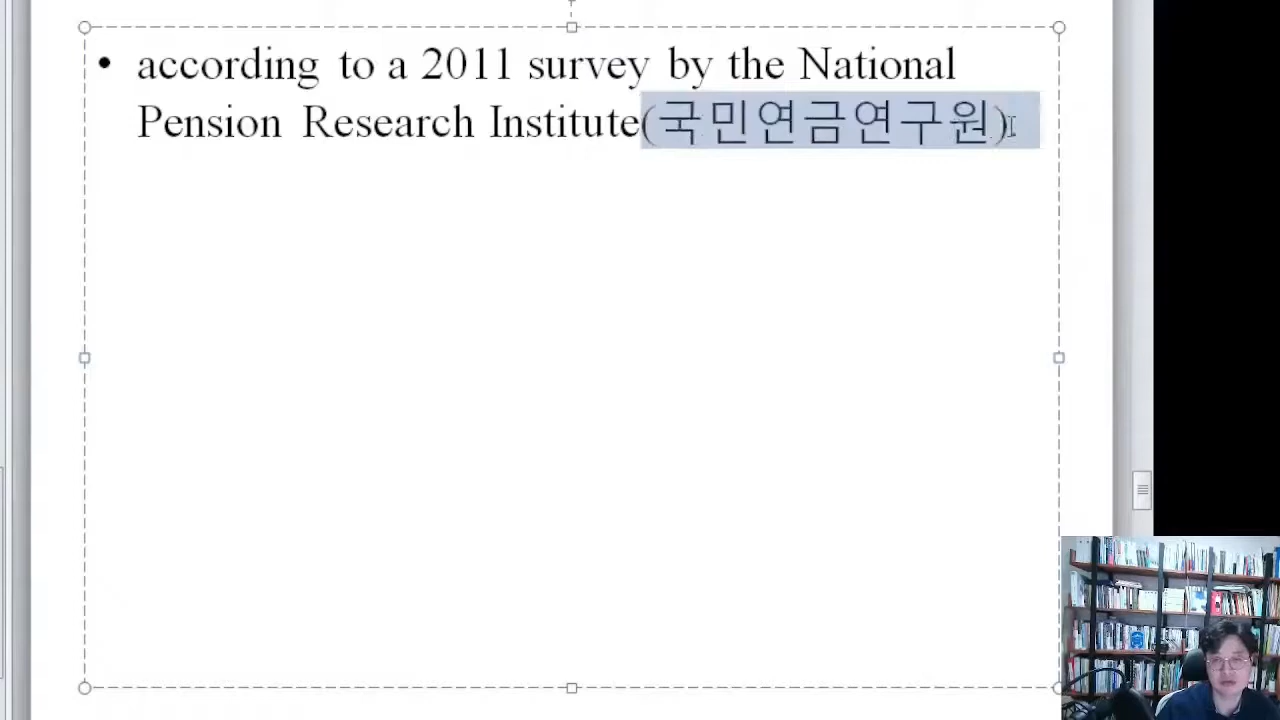 • according to a 2011 survey by the National
Pension Research Institute(국민연금연구원)